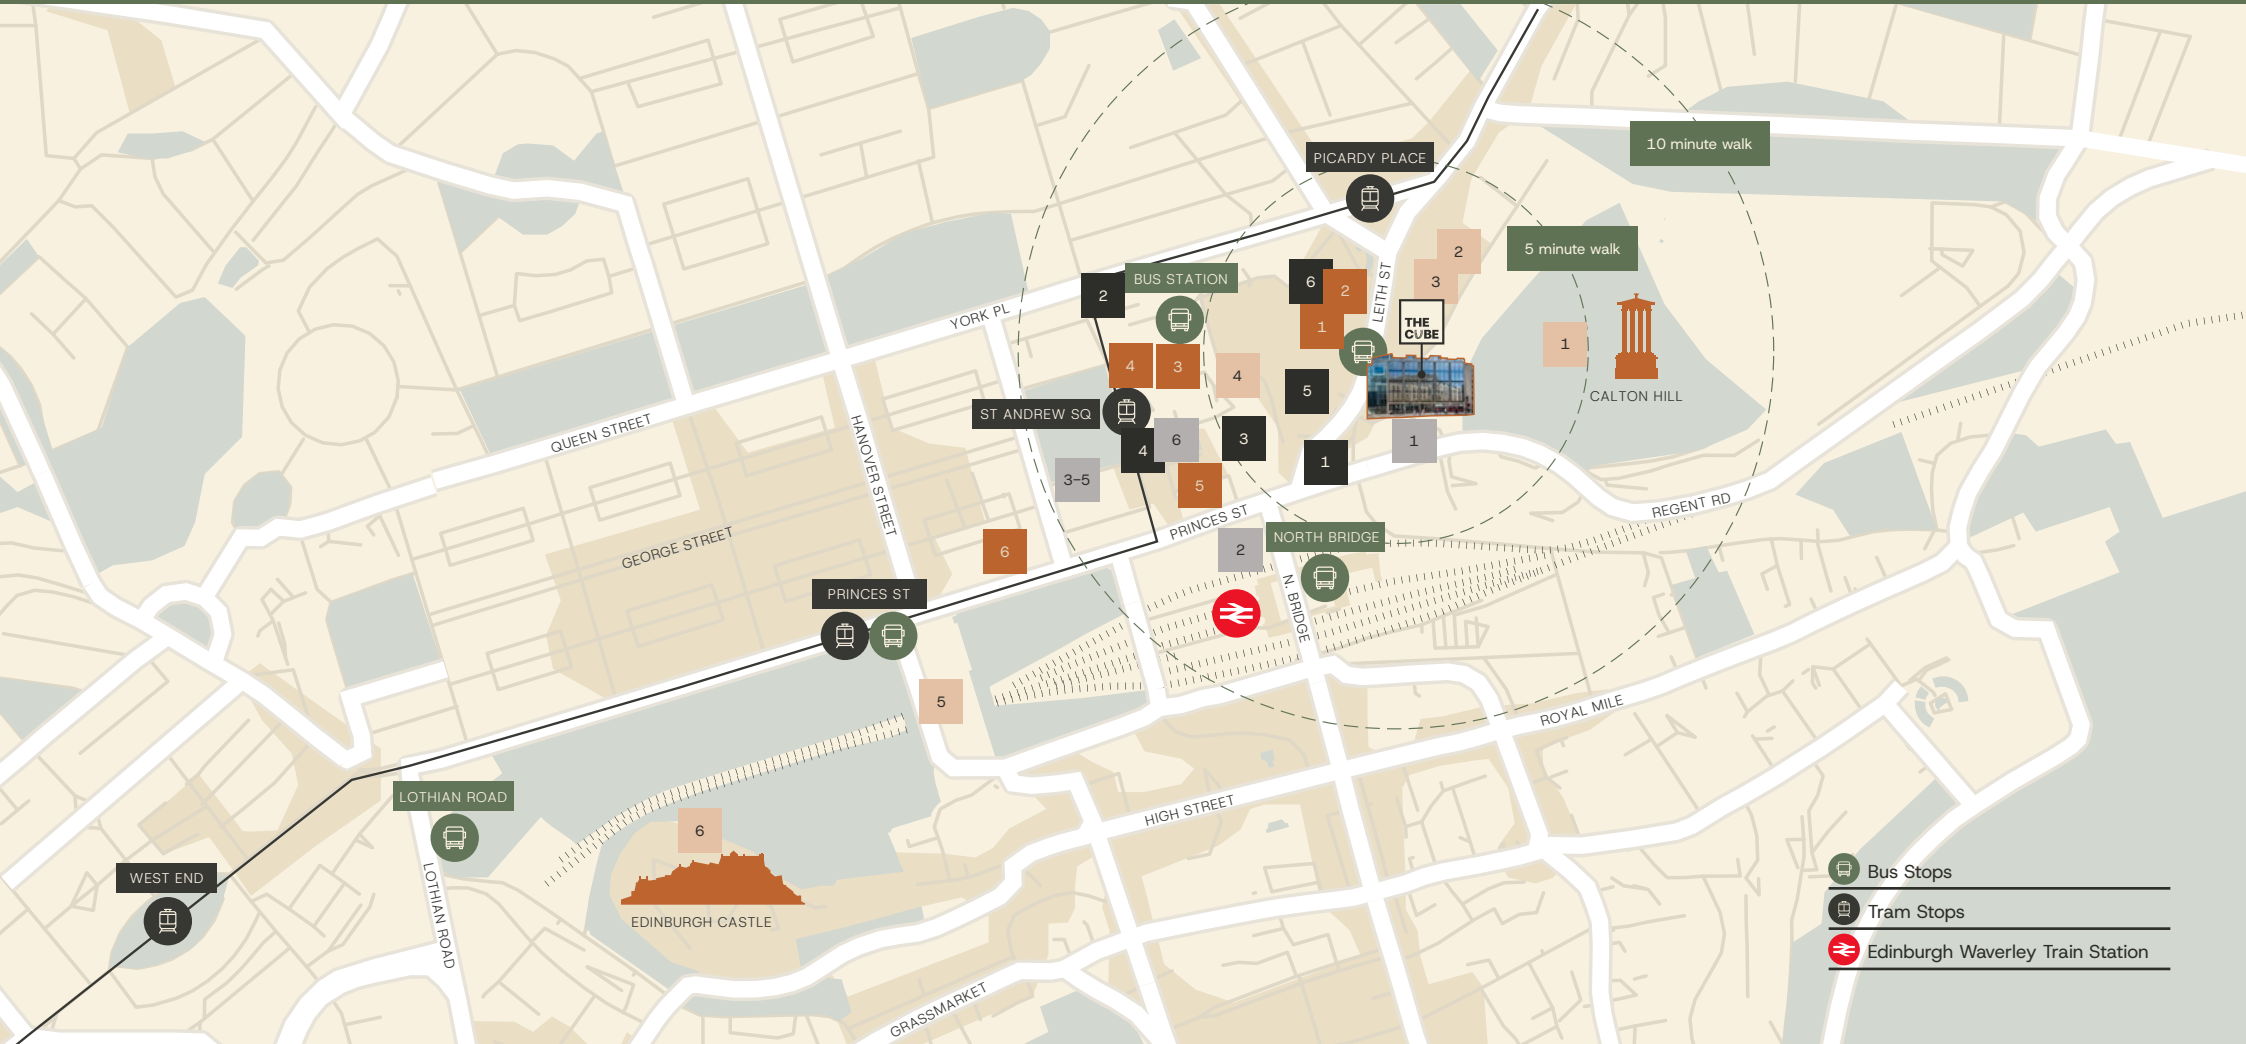 10 minute walk
PICARDY PLACE
5 minute walk
2
3
LEITH ST
BUS STATION
2
6
2
1
THE
CUBE
YORK PL
1
CALTON HILL
4
3
4
5
ST ANDREW SQ
4
6
3
1
1
3-5
5
QUEEN STREET
HANOVER STREET
GEORGE STREET
PRINCES ST
REGENT RD
6
2
NORTH BRIDGE
N. BRIDGE
PRINCES ST
5
ROYAL MILE
LOTHIAN ROAD
6
HIGH STREET
WEST END
LOTHIAN ROAD
EDINBURGH CASTLE
GRASSMARKET
Bus Stops
Tram Stops
Edinburgh Waverley Train Station